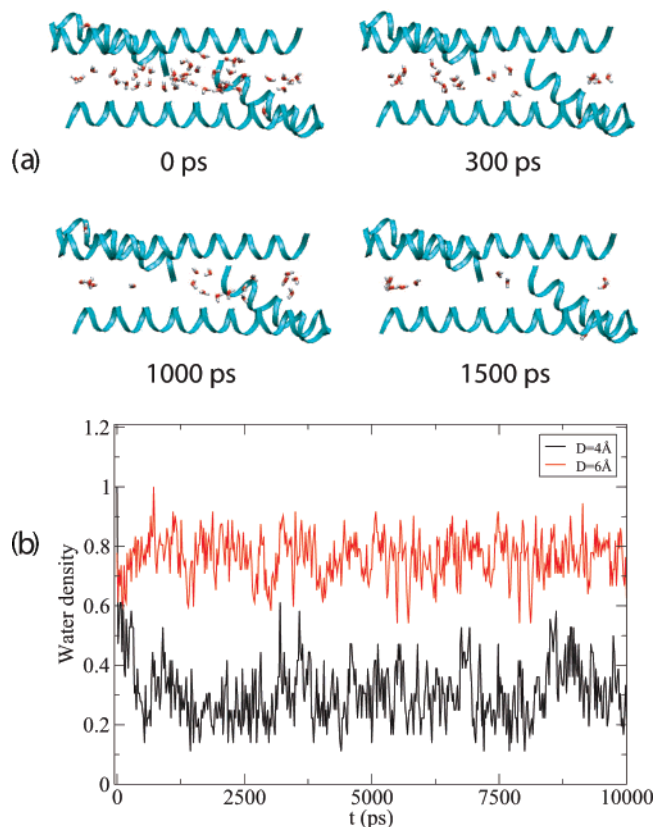 (a)
0 ps
300 ps
1000 ps
1500 ps
(b)
Water density
1.2
1
0.8
0.6
0.4
0.2
0
D=4Å
D=6Å
0
2500
5000
7500
10000
t (ps)